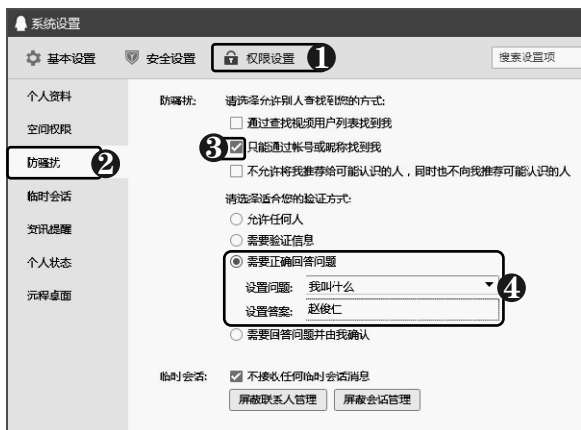 系统设置
基本设置 安全设置 权限设置 1 搜素设置项
个人资料
空间权限
防骚扰 2
临时会话
资讯提醒
个人状态
元程卓面
防骚扰: 请选择允许别人查找到您的方式:
通过查找视频用户列表找到我
3 只能通过帐号或昵称找到我
不允许将我推荐给可能认识的人，同时也不向我推荐可能认识的人
请选择适合您的验证方式:
允许任何人
需要验证信息
需要正确回答问题
设置问题: 我叫什么 4
设置答案: 赵俊仁
需要回答问题并由我确认
临时会话: 不接收任何临时会话消息
屏蔽联系人管理 屏蔽会话管理